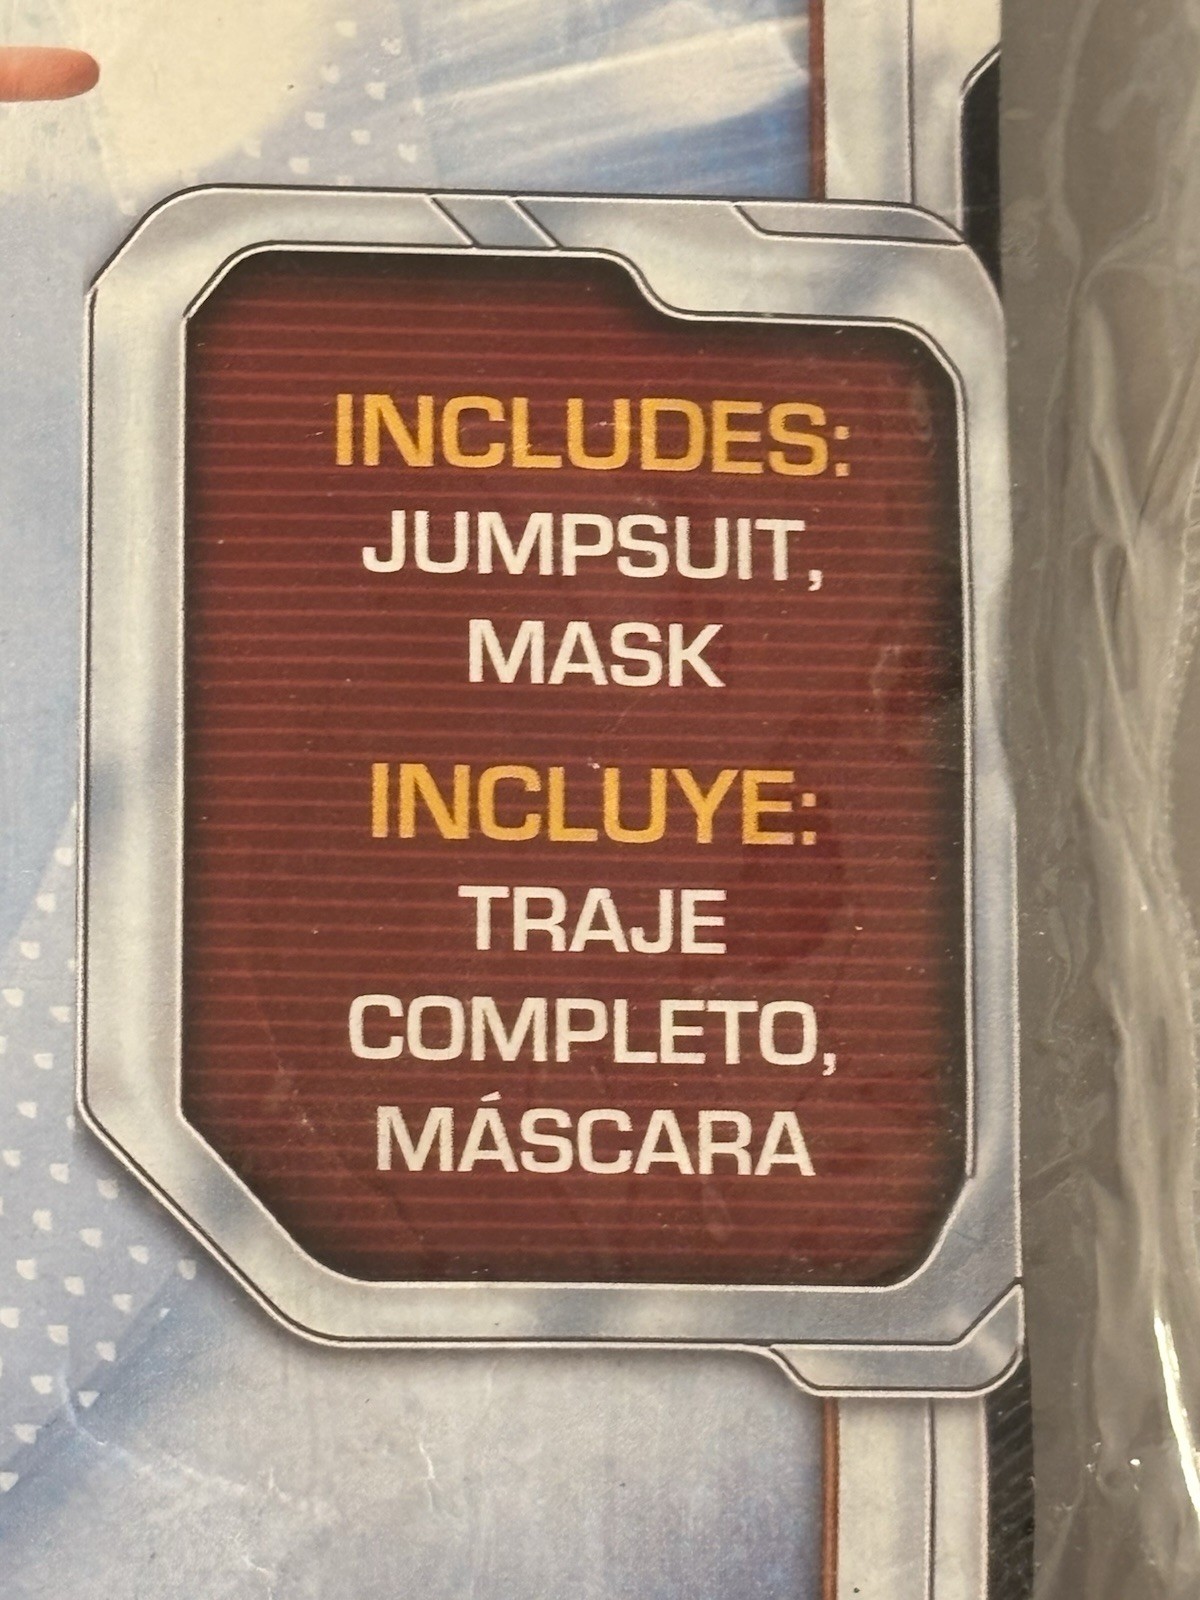 INCLUDES:
JUMPSUIT,
MASK
INCLUYE:
TRAJE
COMPLETO,
MÁSCARA